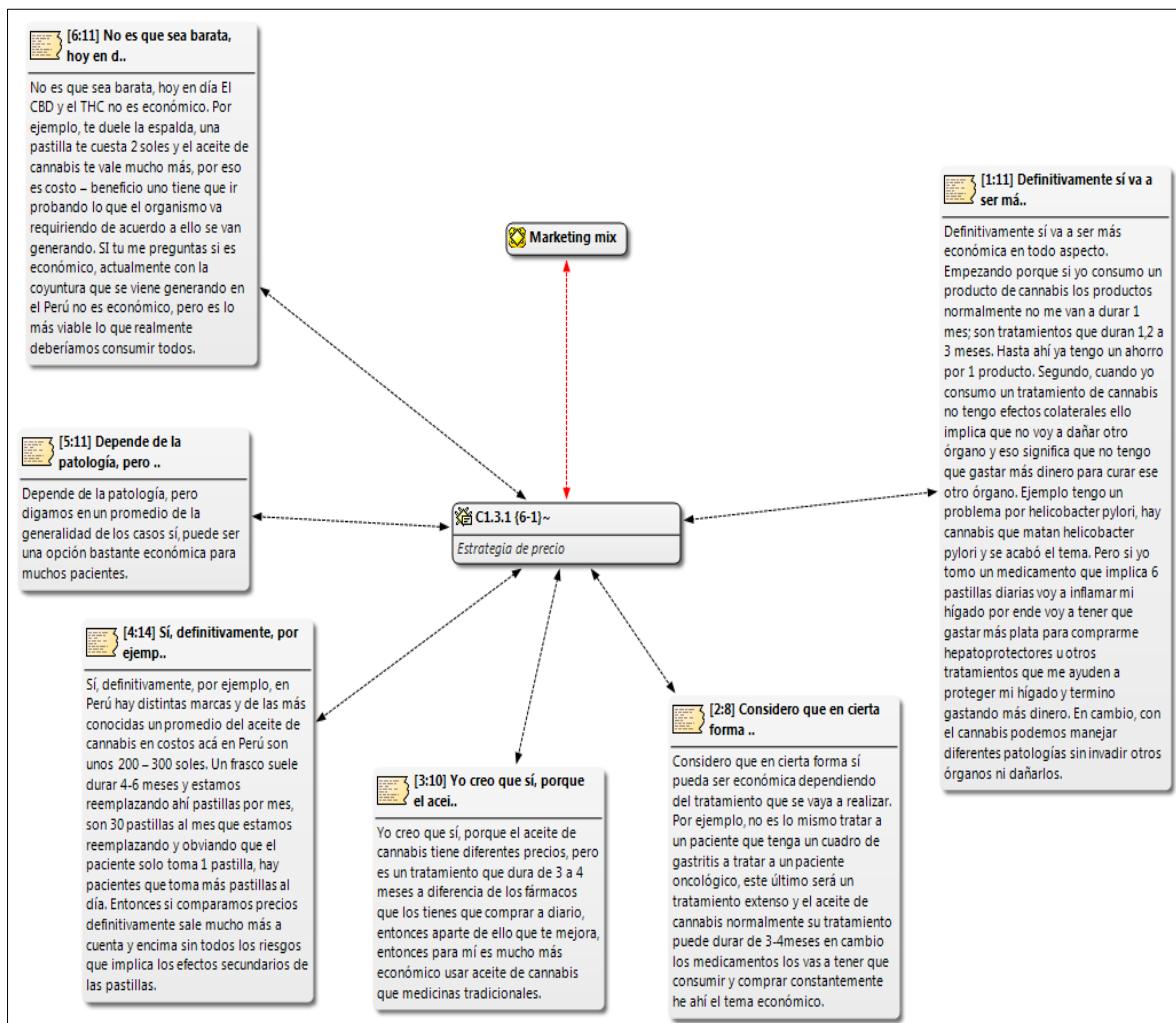 [6:11] No es que sea barata,
hoy en d..
No es que sea barata, hoy en día El
CBD y el THC no es económico. Por
ejemplo, te duele la espalda, una
pastilla te cuesta 2 soles y el aceite de
cannabis te vale mucho más, por eso
es costo – beneficio uno tiene que ir
probando lo que el organismo va
requiriendo de acuerdo a ello se van
generando. SI tu me preguntas si es
económico, actualmente con la
coyuntura que se viene generando en
el Perú no es económico, pero es lo
más viable lo que realmente
deberíamos consumir todos.
Marketing mix
[1:11] Definitivamente sí va a
ser má..
Definitivamente sí va a ser más
económica en todo aspecto.
Empezando porque si yo consumo un
producto de cannabis los productos
normalmente no me van a durar 1
mes; son tratamientos que duran 1,2 a
3 meses. Hasta ahí ya tengo un ahorro
por 1 producto. Segundo, cuando yo
consumo un tratamiento de cannabis
no tengo efectos colaterales ello
implica que no voy a dañar otro
órgano y eso significa que no tengo
que gastar más dinero para curar ese
otro órgano. Ejemplo tengo un
problema por helicobacter pylori, hay
cannabis que matan helicobacter
pylori y se acabó el tema. Pero si yo
tomo un medicamento que implica 6
pastillas diarias voy a inflamar mi
hígado por ende voy a tener que
gastar más plata para comprarme
hepatoprotectores u otros
tratamientos que me ayuden a
proteger mi hígado y termino
gastando más dinero. En cambio, con
el cannabis podemos manejar
diferentes patologías sin invadir otros
órganos ni dañarlos.
[5:11] Depende de la
patología, pero ..
Depende de la patología, pero
digamos en un promedio de la
generalidad de los casos sí, puede ser
una opción bastante económica para
muchos pacientes.
C1.3.1 {6-1}~
Estrategia de precio
[4:14] Sí, definitivamente, por
ejemp..
Sí, definitivamente, por ejemplo, en
Perú hay distintas marcas y de las más
conocidas un promedio del aceite de
cannabis en costos acá en Perú son
unos 200 – 300 soles. Un frasco suele
durar 4-6 meses y estamos
reemplazando ahí pastillas por mes,
son 30 pastillas al mes que estamos
reemplazando y obviando que el
paciente solo toma 1 pastilla, hay
pacientes que toma más pastillas al
día. Entonces si comparamos precios
definitivamente sale mucho más a
cuenta y encima sin todos los riesgos
que implica los efectos secundarios de
las pastillas.
[3:10] Yo creo que sí, porque
el acei..
Yo creo que sí, porque el aceite de
cannabis tiene diferentes precios, pero
es un tratamiento que dura de 3 a 4
meses a diferencia de los fármacos
que los tienes que comprar a diario,
entonces aparte de ello que te mejora,
entonces para mí es mucho más
económico usar aceite de cannabis
que medicinas tradicionales.
[2:8] Considero que en cierta
forma ..
Considero que en cierta forma sí
pueda ser económica dependiendo
del tratamiento que se vaya a realizar.
Por ejemplo, no es lo mismo tratar a
un paciente que tenga un cuadro de
gastritis a tratar a un paciente
oncológico, este último será un
tratamiento extenso y el aceite de
cannabis normalmente su tratamiento
puede durar de 3-4meses en cambio
los medicamentos los vas a tener que
consumir y comprar constantemente
he ahí el tema económico.